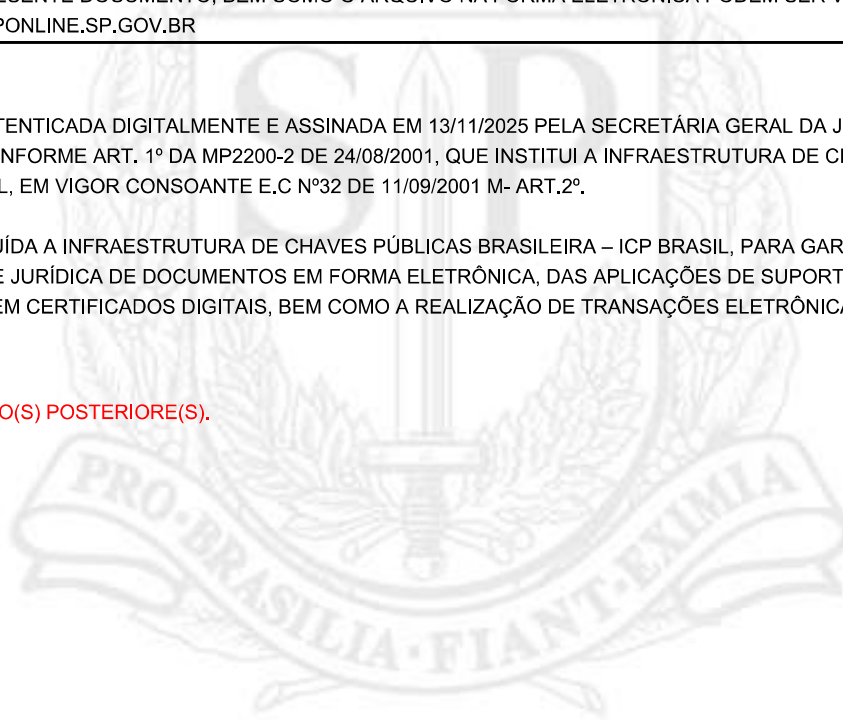 PONLINE.SP.GOV.BR
TENTICADA DIGITALMENTE E ASSINADA EM 13/11/2025 PELA SECRETÁRIA GERAL DA J
NFORME ART. 1º DA MP2200-2 DE 24/08/2001, QUE INSTITUI A INFRAESTRUTURA DE C
L, EM VIGOR CONSOANTE E.C Nº32 DE 11/09/2001 M- ART.2º.
UÍDA A INFRAESTRUTURA DE CHAVES PÚBLICAS BRASILEIRA – ICP BRASIL, PARA GAR
E JURÍDICA DE DOCUMENTOS EM FORMA ELETRÔNICA, DAS APLICAÇÕES DE SUPORT
EM CERTIFICADOS DIGITAIS, BEM COMO A REALIZAÇÃO DE TRANSAÇÕES ELETRÔNICA
O(S) POSTERIORE(S).
SP
PRO·BRASILIA·FIANT·EXIMIA